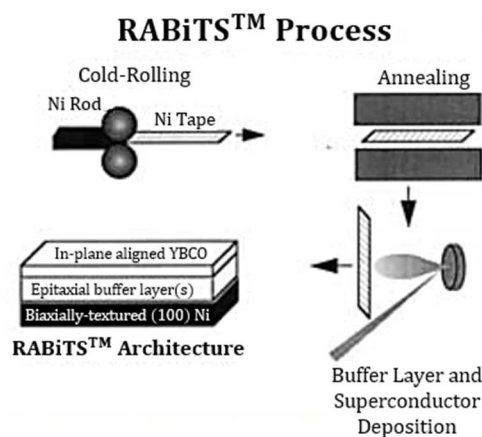 RABiTS™ Process
Cold-Rolling
Ni Rod
Ni Tape
Annealing
In-plane aligned YBCO
Epitaxial buffer layer(s)
Biaxially-textured (100) Ni
RABiTS™ Architecture
Buffer Layer and
Superconductor
Deposition